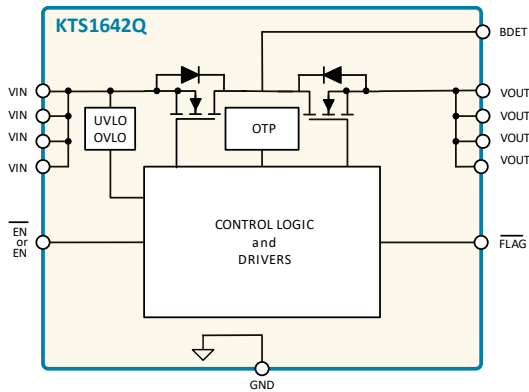 KTS1642Q
BDET
VIN
VIN
VIN
VIN
UVLO
OVLO
OTP
VOUT
VOUT
VOUT
VOUT
CONTROL LOGIC
and
DRIVERS
EN
or
EN
FLAG
GND